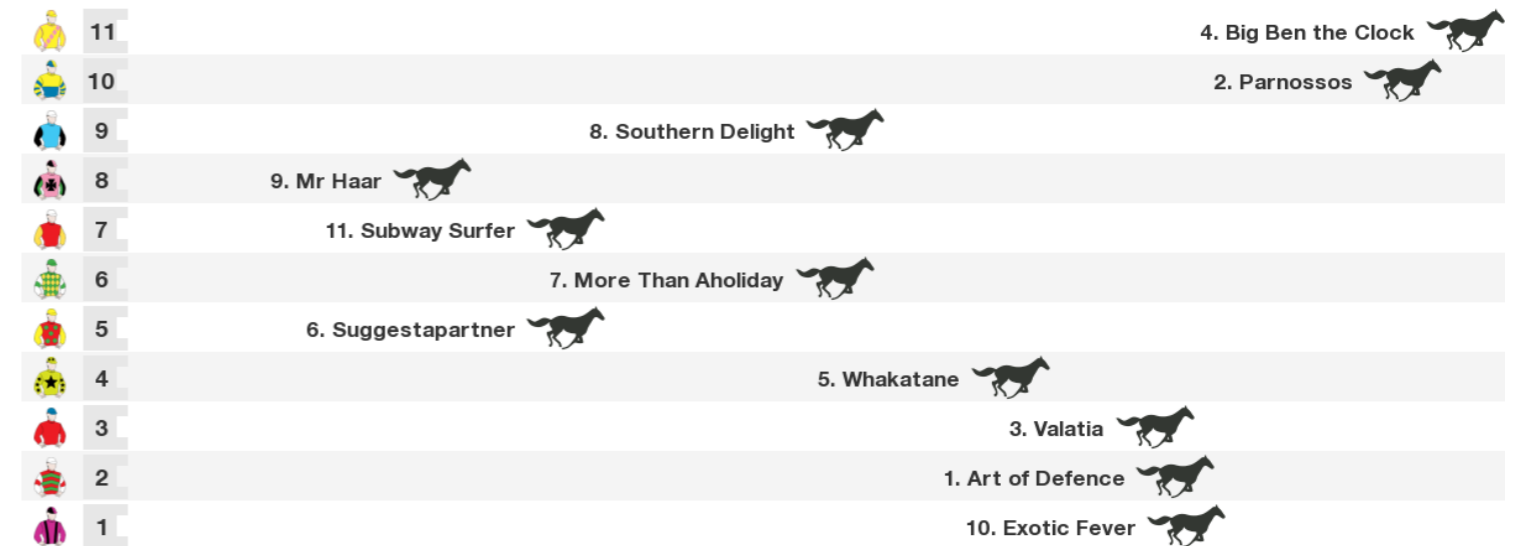 11 4. Big Ben the Clock
10 2. Parnossos
9 8. Southern Delight
8 9. Mr Haar
7 11. Subway Surfer
6 7. More Than Aholiday
5 6. Suggestapartner
4 5. Whakatane
3 3. Valatia
2 1. Art of Defence
1 10. Exotic Fever